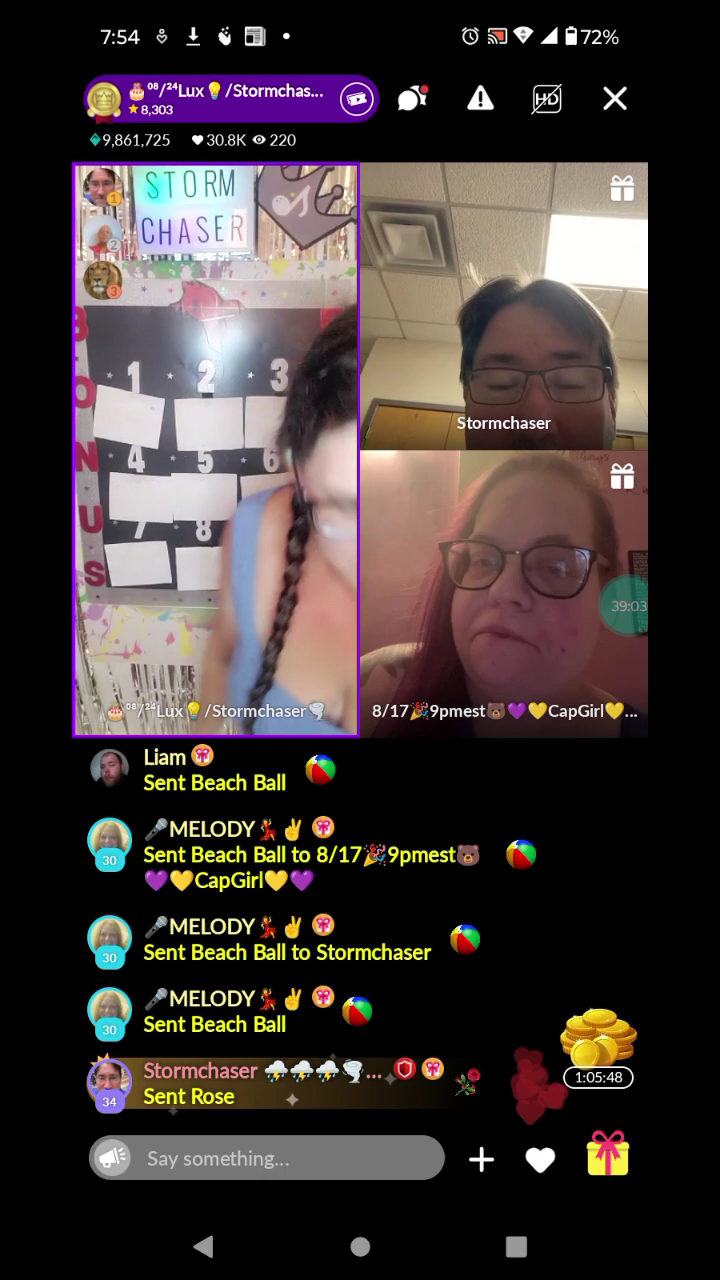 7:54
72%
🎂⁰⁸/²⁴Lux💡/Stormchas...
8,303
HD
9,861,725 30.8K 220
1
2
3
STORM
CHASER
BONUS
1 2 3
4 5 6
7 8
Stormchaser
39:03
🎂⁰⁸/²⁴Lux💡/Stormchaser🌪
8/17🎉9pmest🐻💜💛CapGirl💛...
Liam
Sent Beach Ball
🎤MELODY💃✌
30
Sent Beach Ball to 8/17🎉9pmest🐻
💜💛CapGirl💛💜
🎤MELODY💃✌
30
Sent Beach Ball to Stormchaser
🎤MELODY💃✌
30
Sent Beach Ball
Stormchaser ⛈⛈⛈🌪...
34
Sent Rose
1:05:48
Say something...